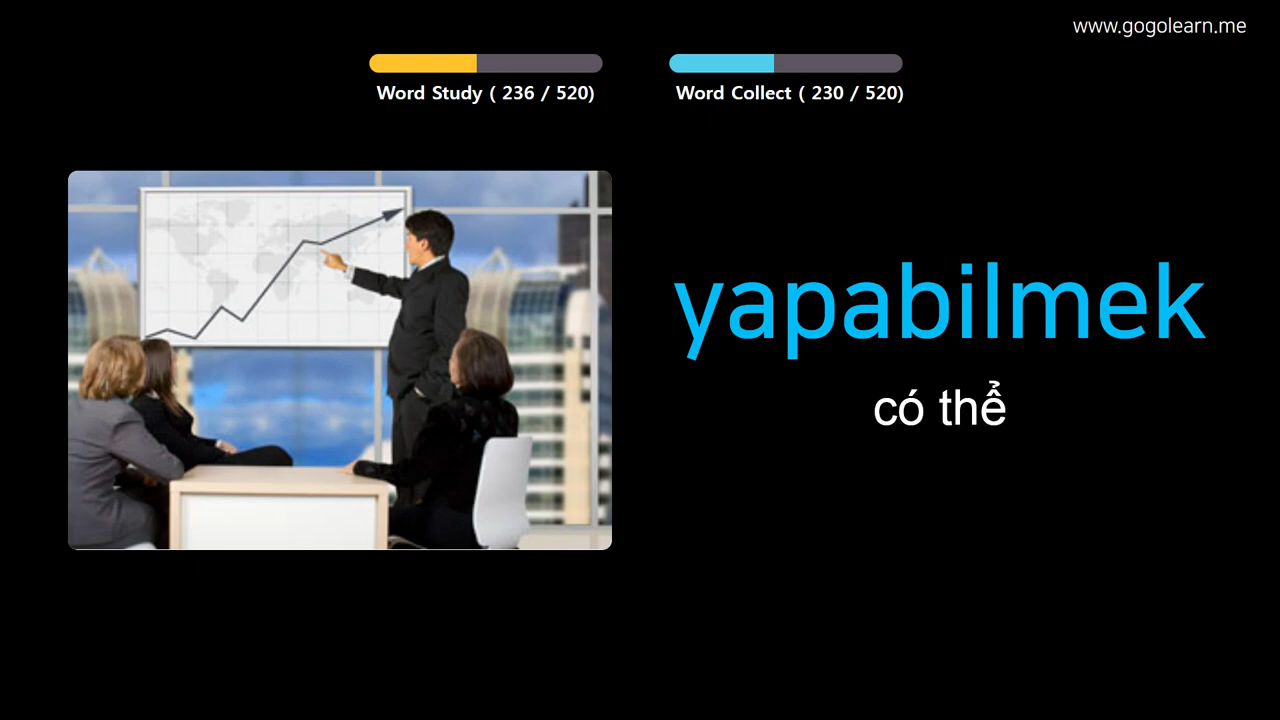 www.gogolearn.me
Word Study ( 236 / 520)
Word Collect ( 230 / 520)
yapabilmek
có thể